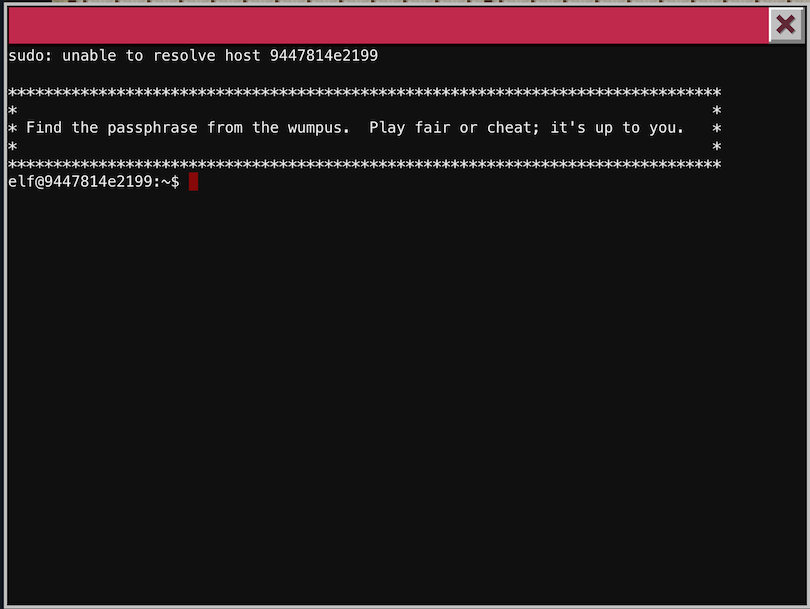 sudo: unable to resolve host 9447814e2199
*******************************************************************************
*                                                                             *
* Find the passphrase from the wumpus.  Play fair or cheat; it's up to you.   *
*                                                                             *
*******************************************************************************
elf@9447814e2199:~$